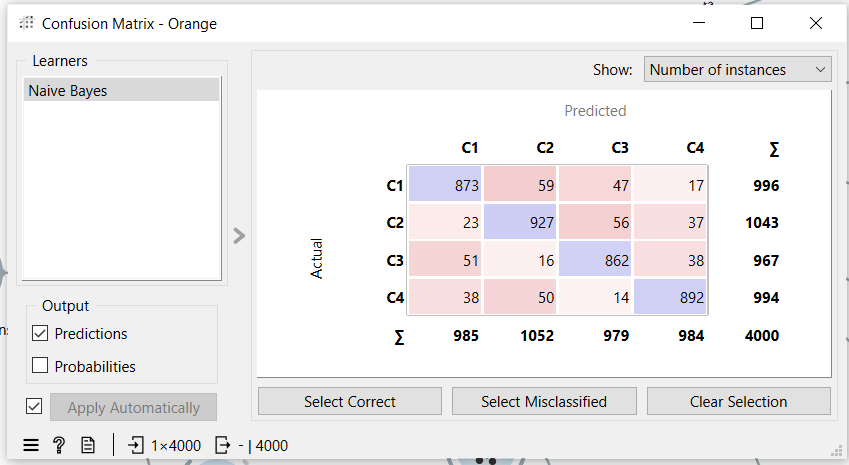 Confusion Matrix - Orange
Learners
Naive Bayes
Show: Number of instances
Predicted
C1 C2 C3 C4 ∑
C1 873 59 47 17 996
C2 23 927 56 37 1043
Actual
C3 51 16 862 38 967
C4 38 50 14 892 994
∑ 985 1052 979 984 4000
Output
Predictions
Probabilities
Apply Automatically
Select Correct Select Misclassified Clear Selection
? 1×4000 - | 4000